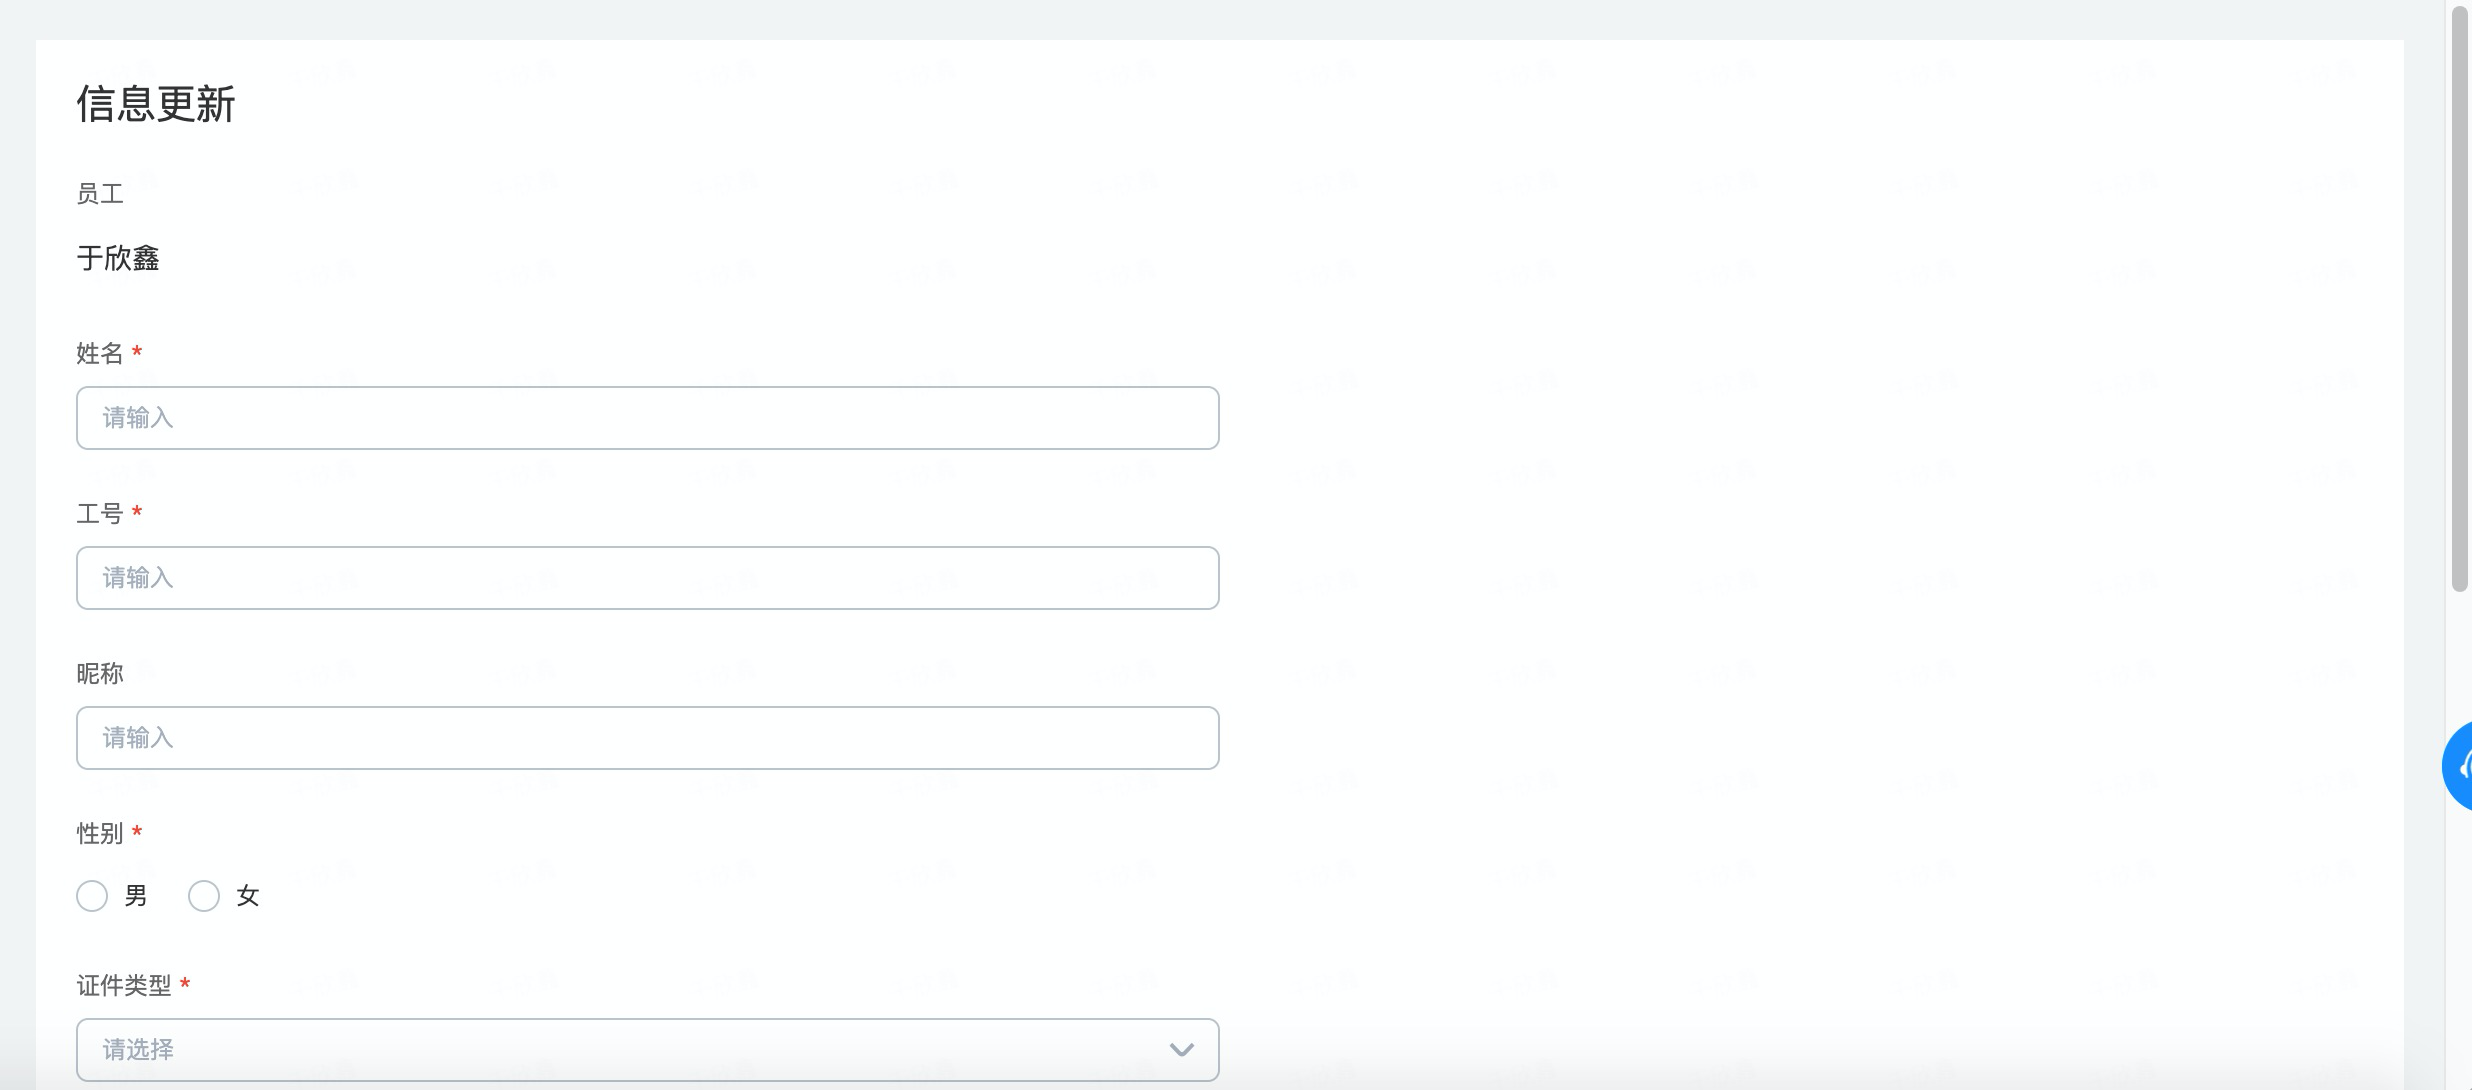 信息更新
员工
于欣鑫
姓名 *
请输入
工号 *
请输入
昵称
请输入
性别 *
男 女
证件类型 *
请选择